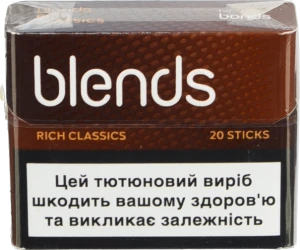 blends
blends
RICH CLASSICS 20 STICKS
Цей тютюновий виріб
шкодить вашому здоров'ю
та викликає залежність